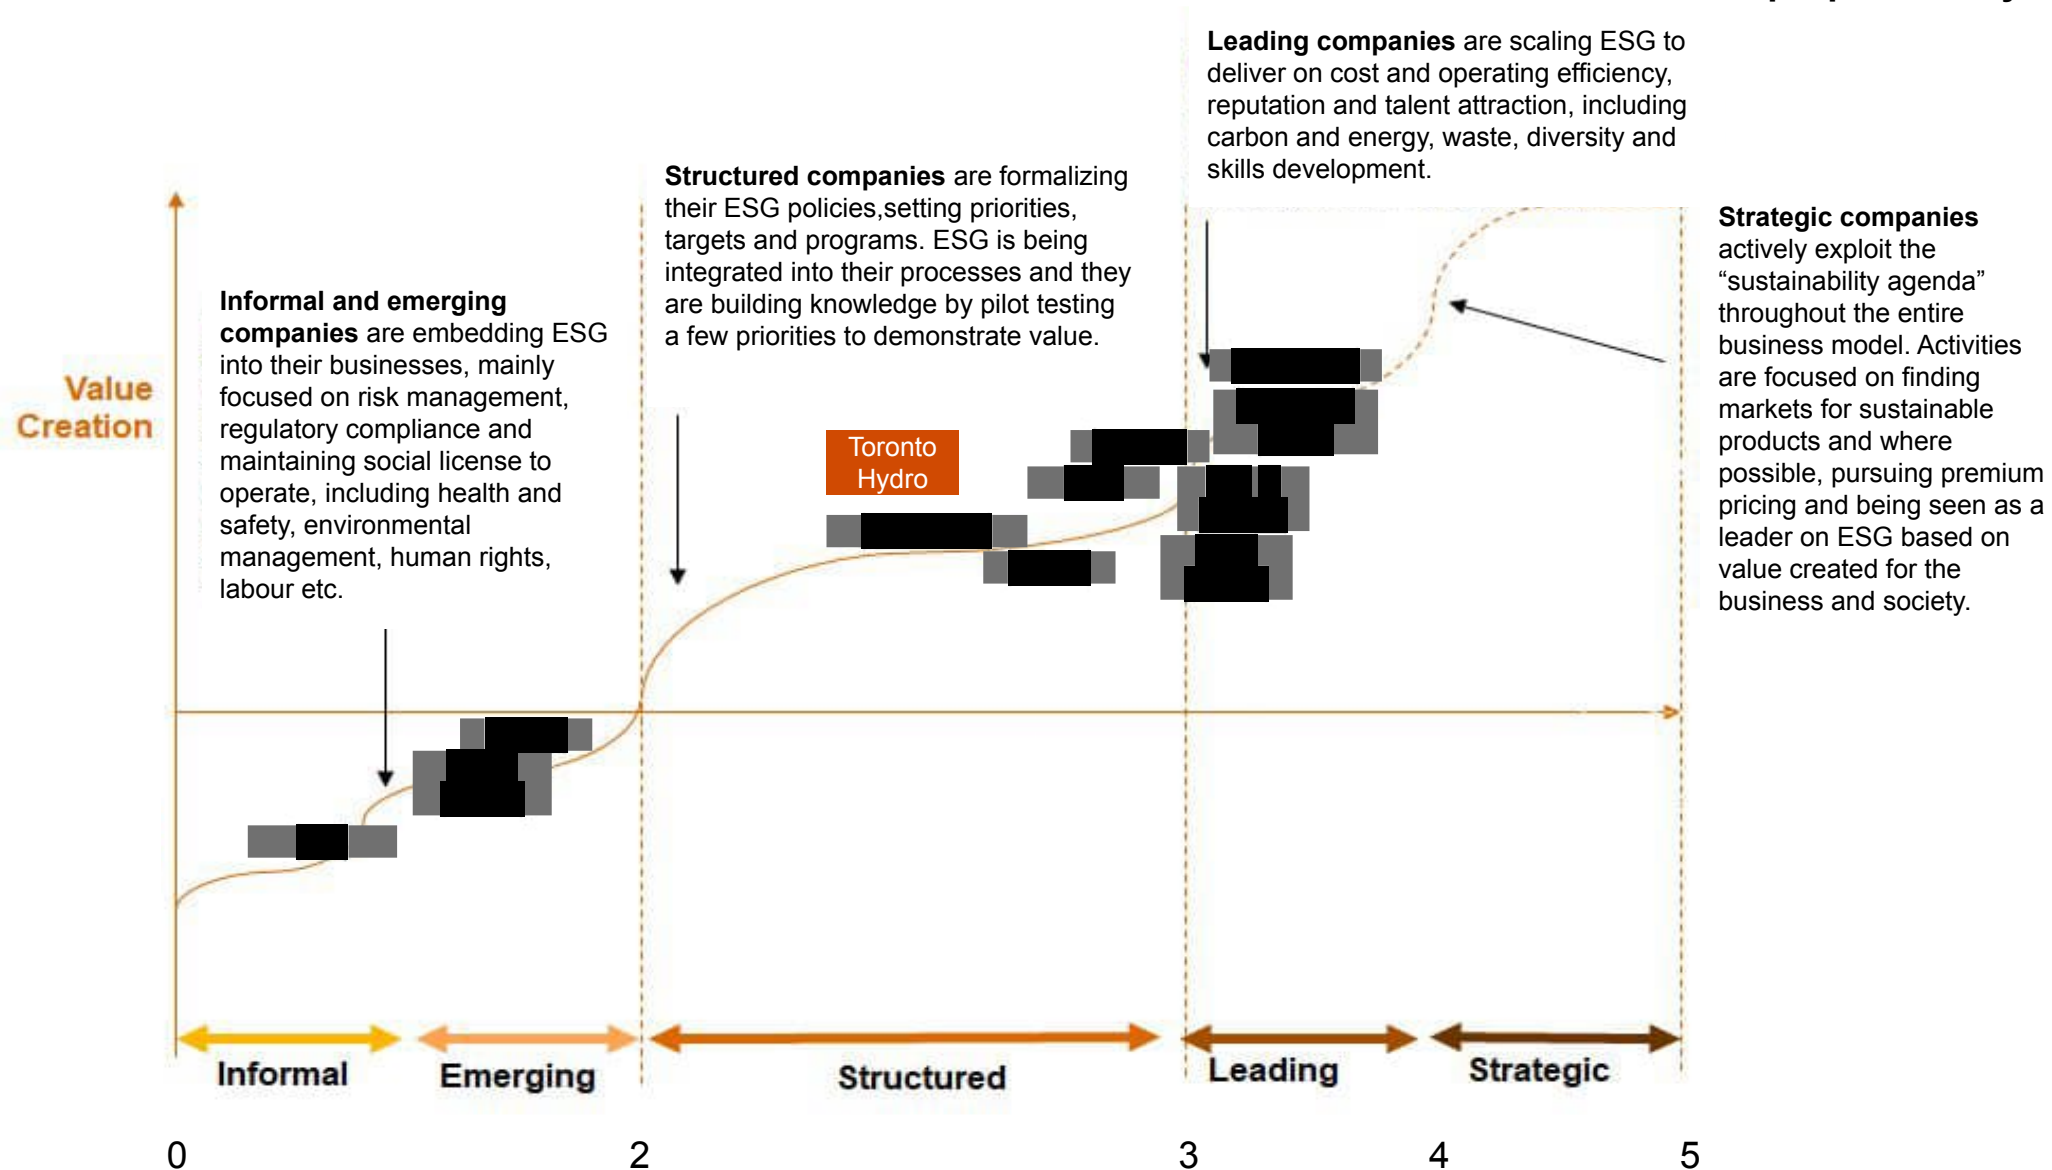 Leading companies are scaling ESG to
deliver on cost and operating efficiency,
reputation and talent attraction, including
carbon and energy, waste, diversity and
skills development.
Structured companies are formalizing
their ESG policies,setting priorities,
targets and programs. ESG is being
integrated into their processes and they
are building knowledge by pilot testing
a few priorities to demonstrate value.
Strategic companies
actively exploit the
“sustainability agenda”
throughout the entire
business model. Activities
are focused on finding
markets for sustainable
products and where
possible, pursuing premium
pricing and being seen as a
leader on ESG based on
value created for the
business and society.
Informal and emerging
companies are embedding ESG
into their businesses, mainly
focused on risk management,
regulatory compliance and
maintaining social license to
operate, including health and
safety, environmental
management, human rights,
labour etc.
Value
Creation
Toronto
Hydro
Informal
Emerging
Structured
Leading
Strategic
0
2
3
4
5